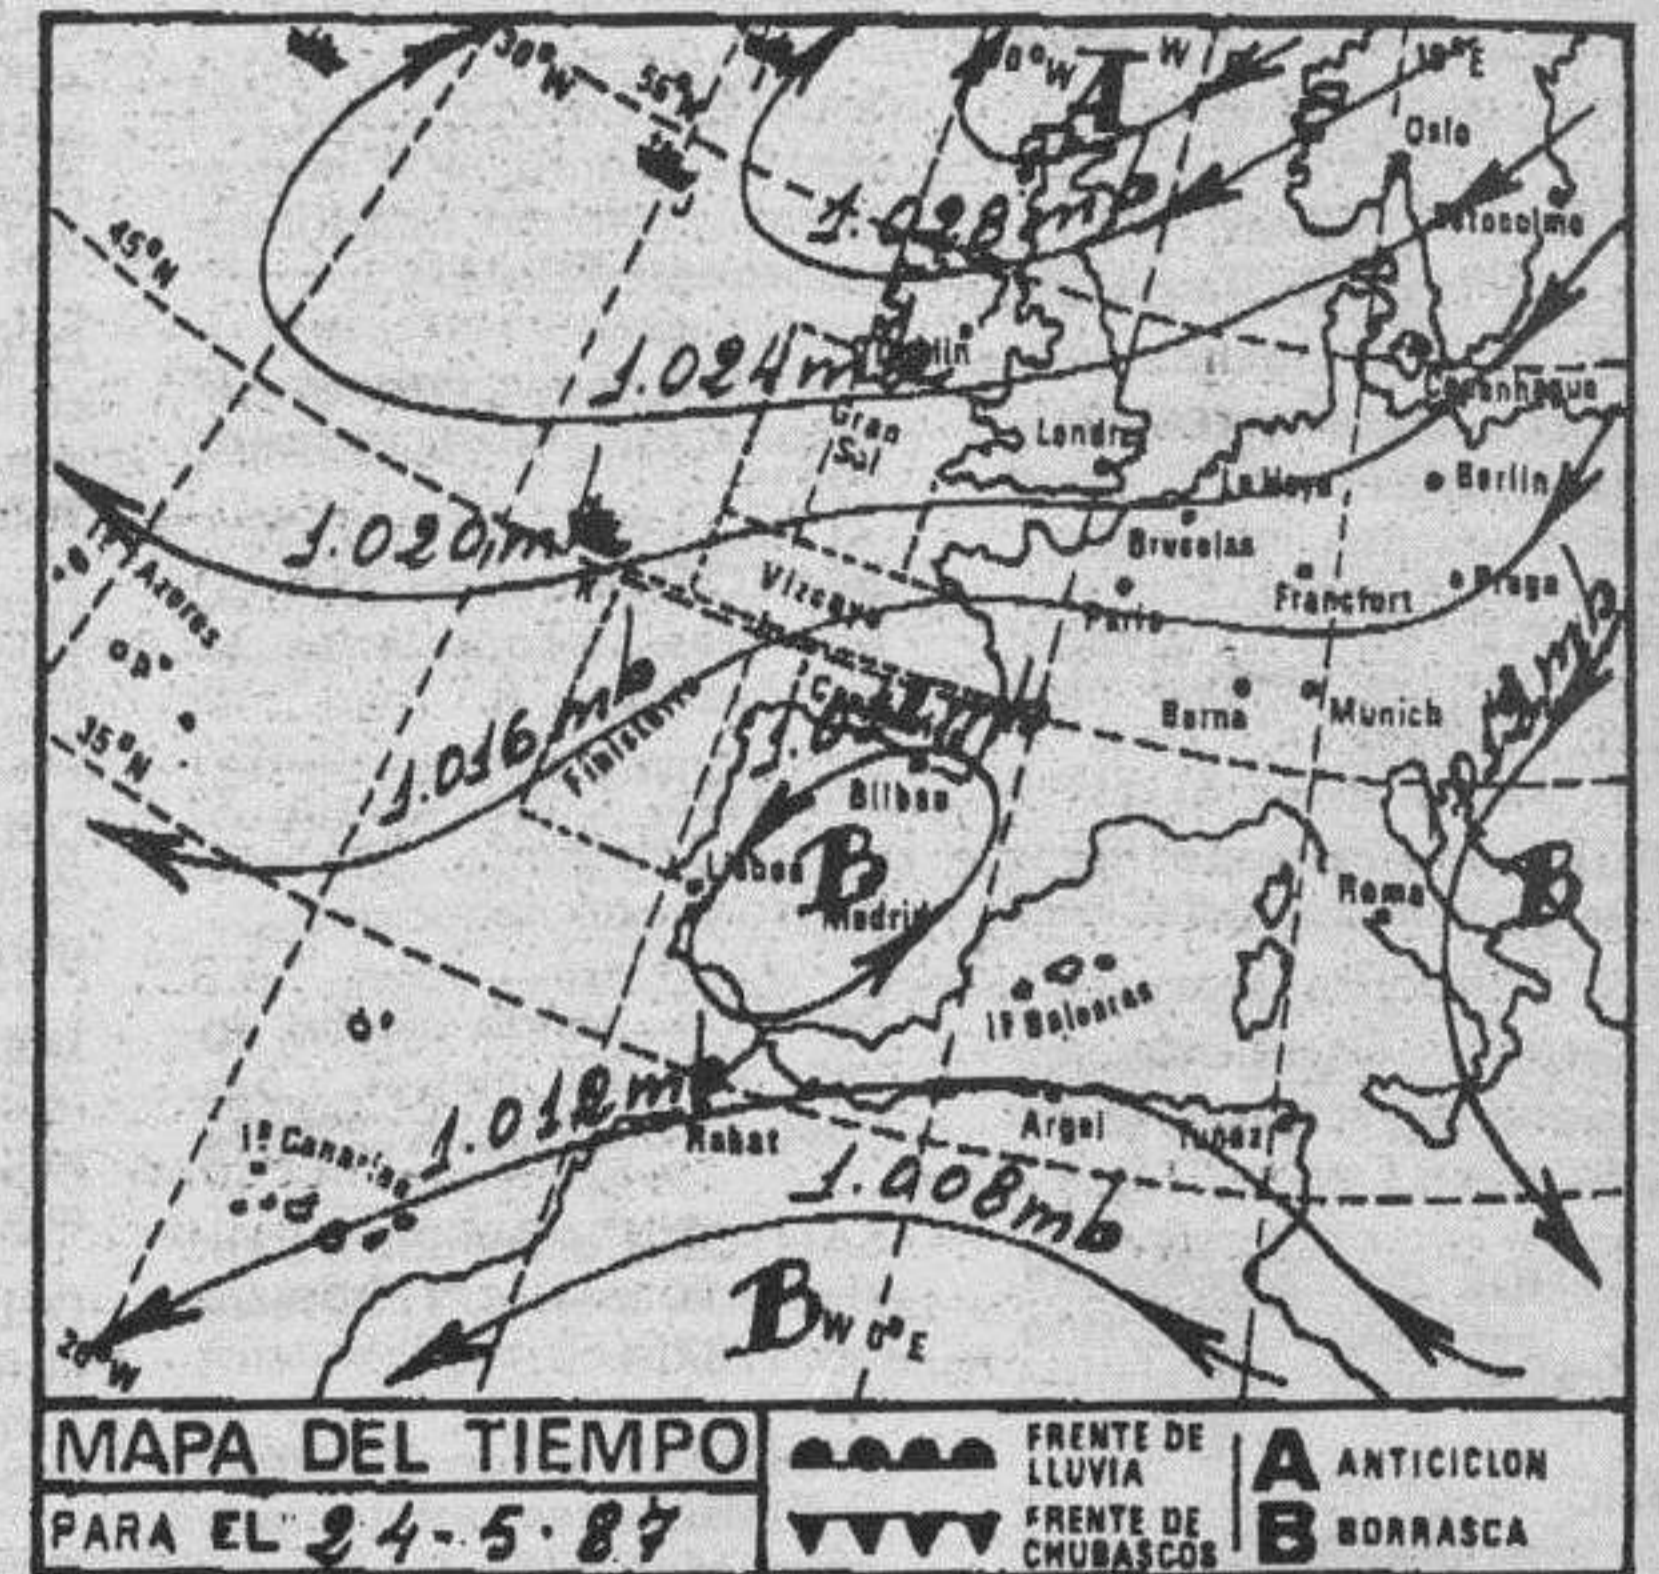 30°W
W
10°E
A
Oslo
45°N
1.028 mb
Estocolmo
1.024 mb
Copenhague
Gran
Sol
Londres
La Haya
Berlin
1.020 mb
Bruselas
Azores
Vizcaya
Paris
Francfort
Praga
1.016 mb
Finisterre
Berna
Munich
35°N
Bilbao
Lisboa
B
Madrid
Roma
B
Iˢ Baleares
1.012 mb
Iˢ Canarias
Rabat
Argel
Tunez
1.008 mb
B
W 0° E
20°W
MAPA DEL TIEMPO
PARA EL 24-5-87
FRENTE DE
LLUVIA
FRENTE DE
CHUBASCOS
A ANTICICLON
B BORRASCA